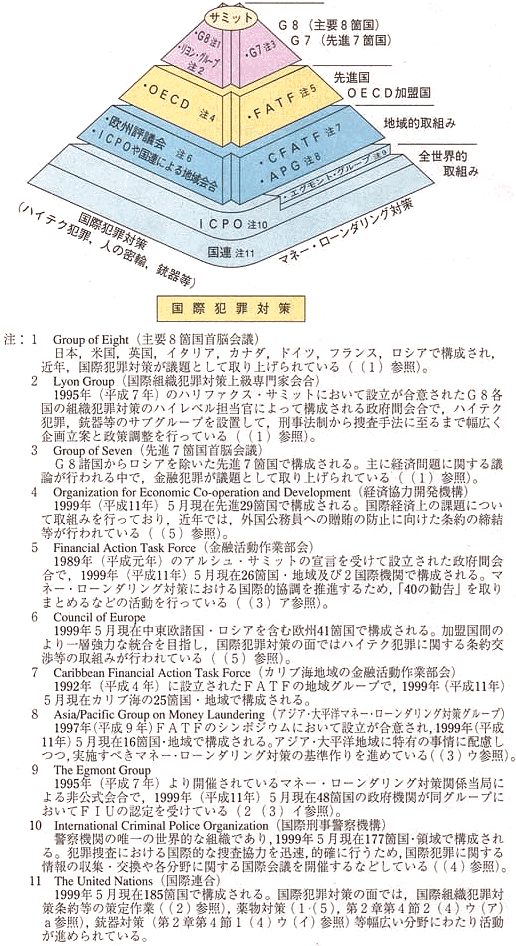 サミット
・G8 注1
・リヨン・グループ
注2
・G7 注3
G8（主要8箇国）
G7（先進7箇国）
・OECD 注4
・FATF 注5
先進国
OECD加盟国
・欧州評議会 注6
・ICPOや国連による地域会合
・CFATF 注7
・APG 注8
地域的取組み
・エグモント・グループ 注9
全世界的
取組み
ICPO 注10
国連 注11
国際犯罪対策
（ハイテク犯罪，人の密輸，銃器等）
マネー・ローンダリング対策
国際犯罪対策
注：1　Group of Eight（主要8箇国首脳会議）
日本，米国，英国，イタリア，カナダ，ドイツ，フランス，ロシアで構成され，
近年，国際犯罪対策が議題として取り上げられている（(1)参照）。
2　Lyon Group（国際組織犯罪対策上級専門家会合）
1995年（平成7年）のハリファクス・サミットにおいて設立が合意されたG8各
国の組織犯罪対策のハイレベル担当官によって構成される政府間会合で，ハイテク
犯罪，銃器等のサブグループを設置して，刑事法制から捜査手法に至るまで幅広く
企画立案と政策調整を行っている（(1)参照）。
3　Group of Seven（先進7箇国首脳会議）
G8諸国からロシアを除いた先進7箇国で構成される。主に経済問題に関する議
論が行われる中で，金融犯罪が議題として取り上げられている（(1)参照）。
4　Organization for Economic Co-operation and Development（経済協力開発機構）
1999年（平成11年）5月現在先進29箇国で構成される。国際経済上の課題につい
て取組みを行っており，近年では，外国公務員への贈賄の防止に向けた条約の締結
等が行われている（(5)参照）。
5　Financial Action Task Force（金融活動作業部会）
1989年（平成元年）のアルシュ・サミットの宣言を受けて設立された政府間会
合で，1999年（平成11年）5月現在26箇国・地域及び2国際機関で構成される。マ
ネー・ローンダリング対策における国際的協調を推進するため，「40の勧告」を取り
まとめるなどの活動を行っている（(3)ア参照）。
6　Council of Europe
1999年5月現在中東欧諸国・ロシアを含む欧州41箇国で構成される。加盟国間の
より一層強力な統合を目指し，国際犯罪対策の面ではハイテク犯罪に関する条約交
渉等の取組みが行われている（(5)参照）。
7　Caribbean Financial Action Task Force（カリブ海地域の金融活動作業部会）
1992年（平成4年）に設立されたFATFの地域グループで，1999年（平成11年）
5月現在カリブ海の25箇国・地域で構成される。
8　Asia/Pacific Group on Money Laundering（アジア・大平洋マネー・ローンダリング対策グループ）
1997年（平成9年）FATFのシンポジウムにおいて設立が合意され，1999年（平成
11年）5月現在16箇国・地域で構成される。アジア・大平洋地域に特有の事情に配慮し
つつ，実施すべきマネー・ローンダリング対策の基準作りを進めている（(3)ウ参照）。
9　The Egmont Group
1995年（平成7年）より開催されているマネー・ローンダリング対策関係当局に
よる非公式会合で，1999年（平成11年）5月現在48箇国の政府機関が同グループに
おいてFIUの認定を受けている（2(3)イ参照）。
10　International Criminal Police Organization（国際刑事警察機構）
警察機関の唯一の世界的な組織であり，1999年5月現在177箇国・領域で構成され
る。犯罪捜査における国際的な捜査協力を迅速，的確に行うため，国際犯罪に関する
情報の収集・交換や各分野に関する国際会議を開催するなどしている（(4)参照）。
11　The United Nations（国際連合）
1999年5月現在185箇国で構成される。国際犯罪対策の面では，国際組織犯罪対
策条約等の策定作業（(2)参照），薬物対策（1・(5)，第2章第4節2(4)ウ(ア)
a参照），銃器対策（第2章第4節1(4)ウ(イ)参照）等幅広い分野にわたり活動
が進められている。